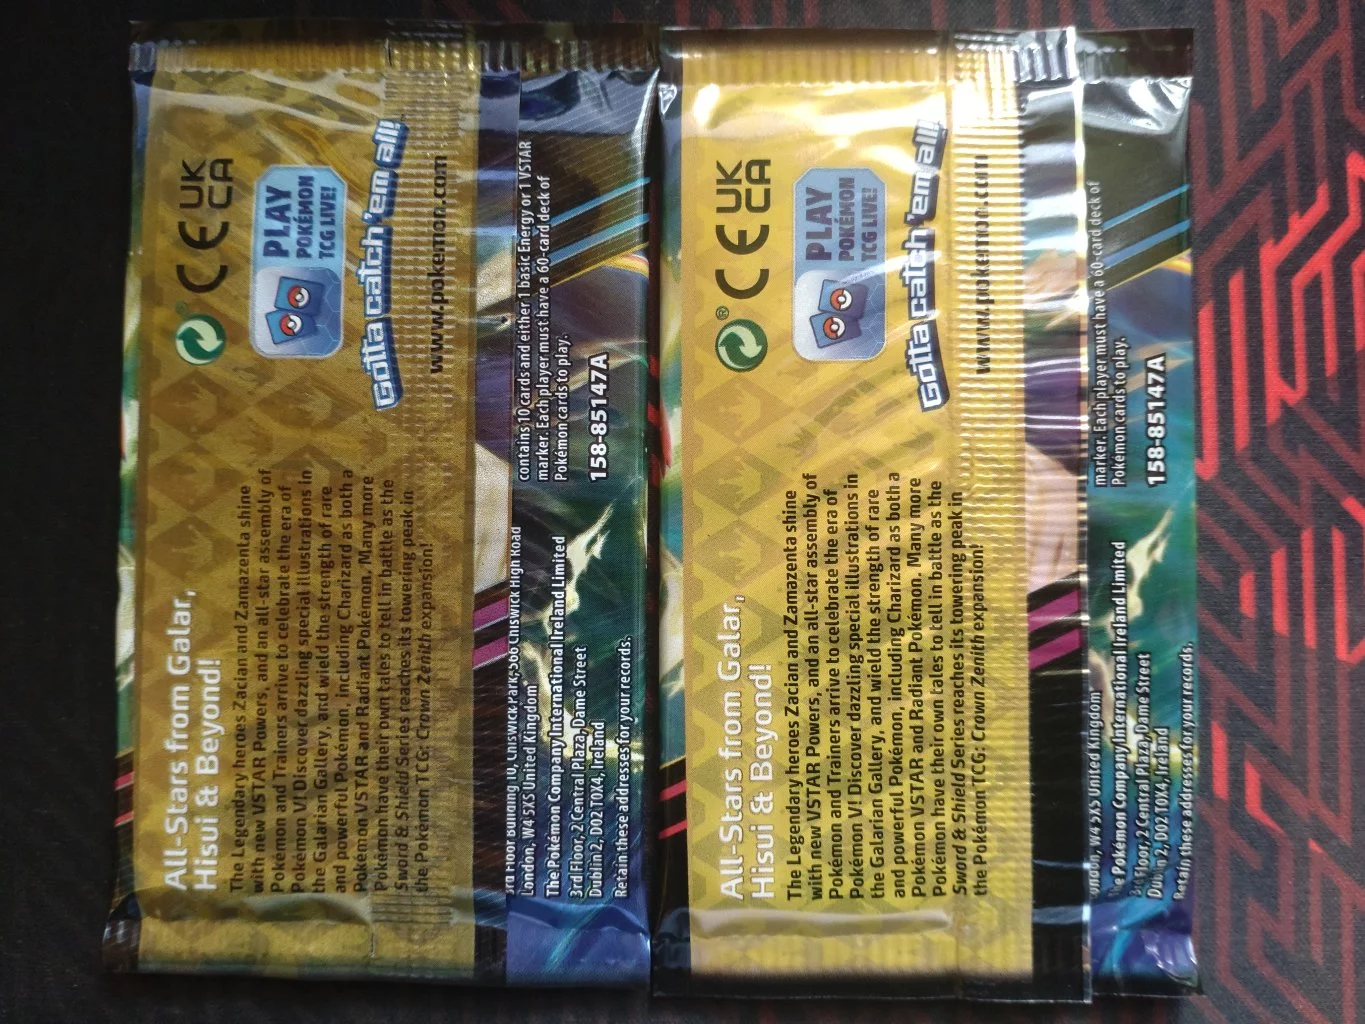 All-Stars from Galar,
Hisui & Beyond!
The Legendary heroes Zacian and Zamazenta shine
with new VSTAR Powers, and an all-star assembly of
Pokémon and Trainers arrive to celebrate the era of
Pokémon V! Discover dazzling special illustrations in
the Galarian Gallery, and wield the strength of rare
and powerful Pokémon, including Charizard as both a
Pokémon VSTAR and Radiant Pokémon. Many more
Pokémon have their own tales to tell in battle as the
Sword & Shield Series reaches its towering peak in
the Pokémon TCG: Crown Zenith expansion!
CE UK
CA
PLAY
POKÉMON
TCG LIVE!
Gotta catch 'em all!
www.pokemon.com
3rd Floor Building 10, Chiswick Park, 566 Chiswick High Road
London, W4 5XS United Kingdom
The Pokémon Company International Ireland Limited
3rd Floor, 2 Central Plaza, Dame Street
Dublin 2, D02 T0X4, Ireland
Retain these addresses for your records.
contains 10 cards and either 1 basic Energy or 1 VSTAR
marker. Each player must have a 60-card deck of
Pokémon cards to play.
158-85147A
All-Stars from Galar,
Hisui & Beyond!
The Legendary heroes Zacian and Zamazenta shine
with new VSTAR Powers, and an all-star assembly of
Pokémon and Trainers arrive to celebrate the era of
Pokémon V! Discover dazzling special illustrations in
the Galarian Gallery, and wield the strength of rare
and powerful Pokémon, including Charizard as both a
Pokémon VSTAR and Radiant Pokémon. Many more
Pokémon have their own tales to tell in battle as the
Sword & Shield Series reaches its towering peak in
the Pokémon TCG: Crown Zenith expansion!
® CE UK
CA
PLAY
POKÉMON
TCG LIVE!
Gotta catch 'em all!
www.pokemon.com
London, W4 5XS United Kingdom
The Pokémon Company International Ireland Limited
3rd Floor, 2 Central Plaza, Dame Street
Dublin 2, D02 T0X4, Ireland
Retain these addresses for your records.
marker. Each player must have a 60-card deck of
Pokémon cards to play.
158-85147A